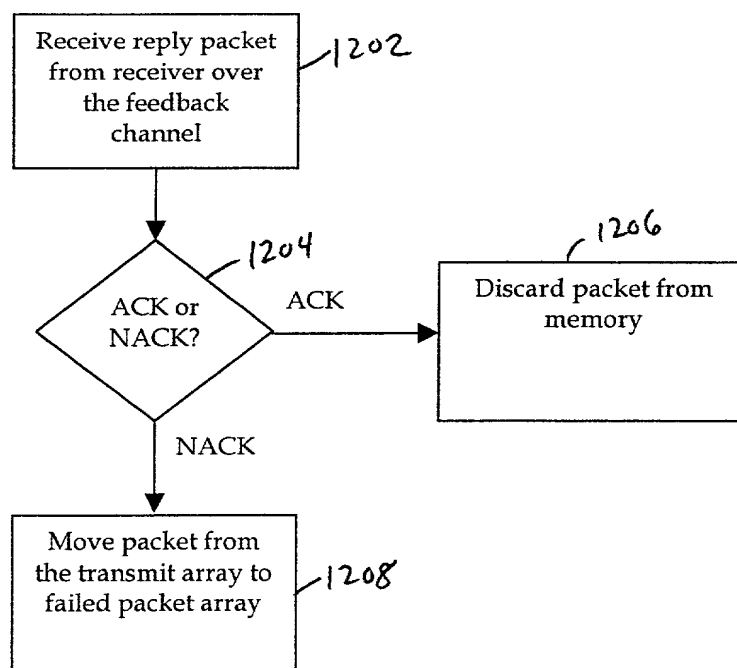 Receive reply packet
from receiver over
the feedback
channel
1202
1204
ACK or
NACK?
ACK
1206
Discard packet from
memory
NACK
Move packet from
the transmit array to
failed packet array
1208